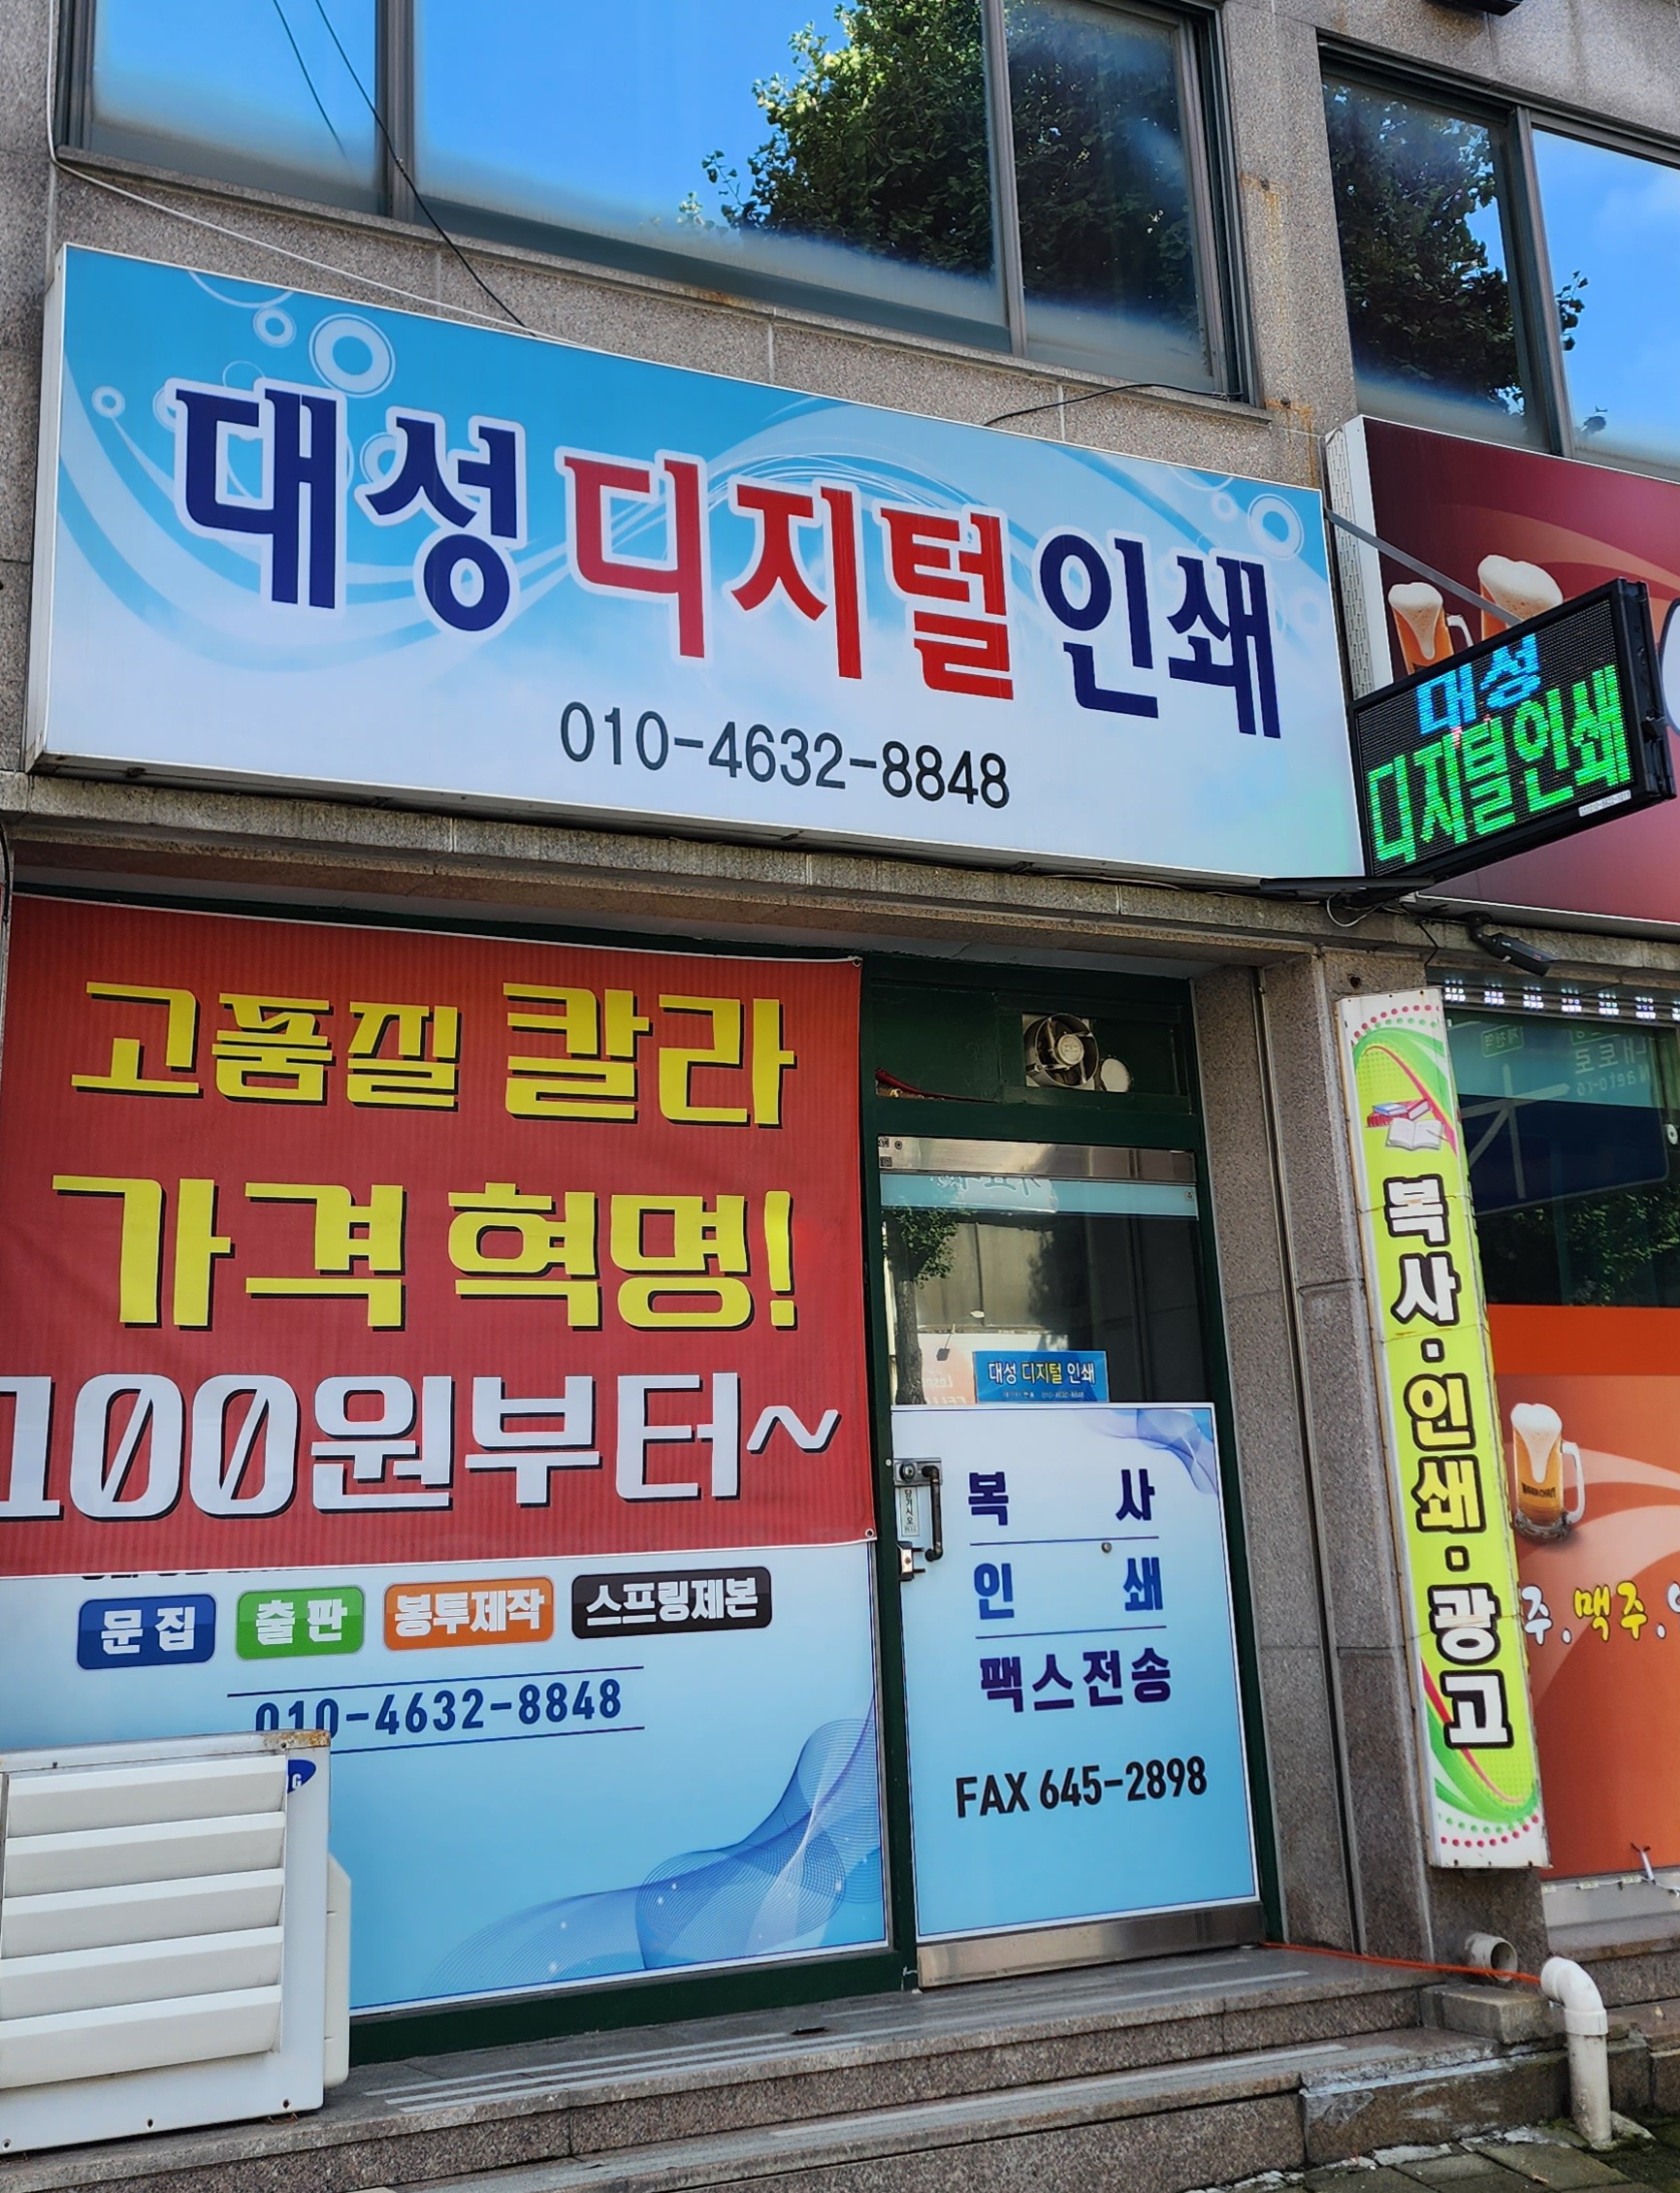 대성 디지털 인쇄
010-4632-8848
대성
디지털인쇄
고품질 칼라
가격 혁명!
100원부터~
문집 출판 봉투제작 스프링제본
010-4632-8848
대성 디지털 인쇄
복 사
인 쇄
팩스전송
FAX 645-2898
복사·인쇄·광고
주.맥주.